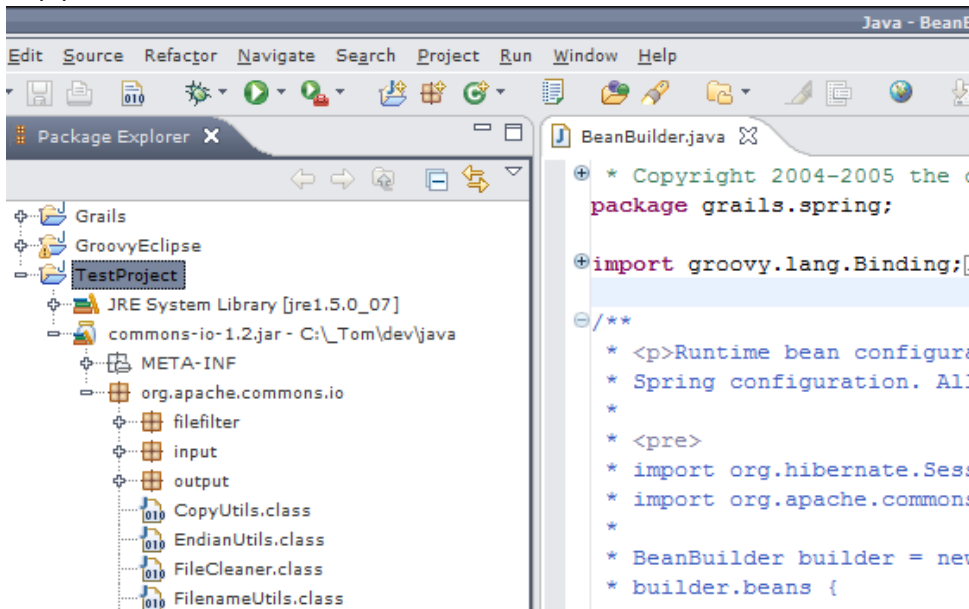 Java - Bean
Edit Source Refactor Navigate Search Project Run Window Help
Package Explorer
BeanBuilder.java
Grails
GroovyEclipse
TestProject
JRE System Library [jre1.5.0_07]
commons-io-1.2.jar - C:\_Tom\dev\java
META-INF
org.apache.commons.io
filefilter
input
output
CopyUtils.class
EndianUtils.class
FileCleaner.class
FilenameUtils.class
* Copyright 2004-2005 the
package grails.spring;
import groovy.lang.Binding;
/**
* <p>Runtime bean configura
* Spring configuration. All
*
* <pre>
* import org.hibernate.Sess
* import org.apache.commons
*
* BeanBuilder builder = new
* builder.beans {